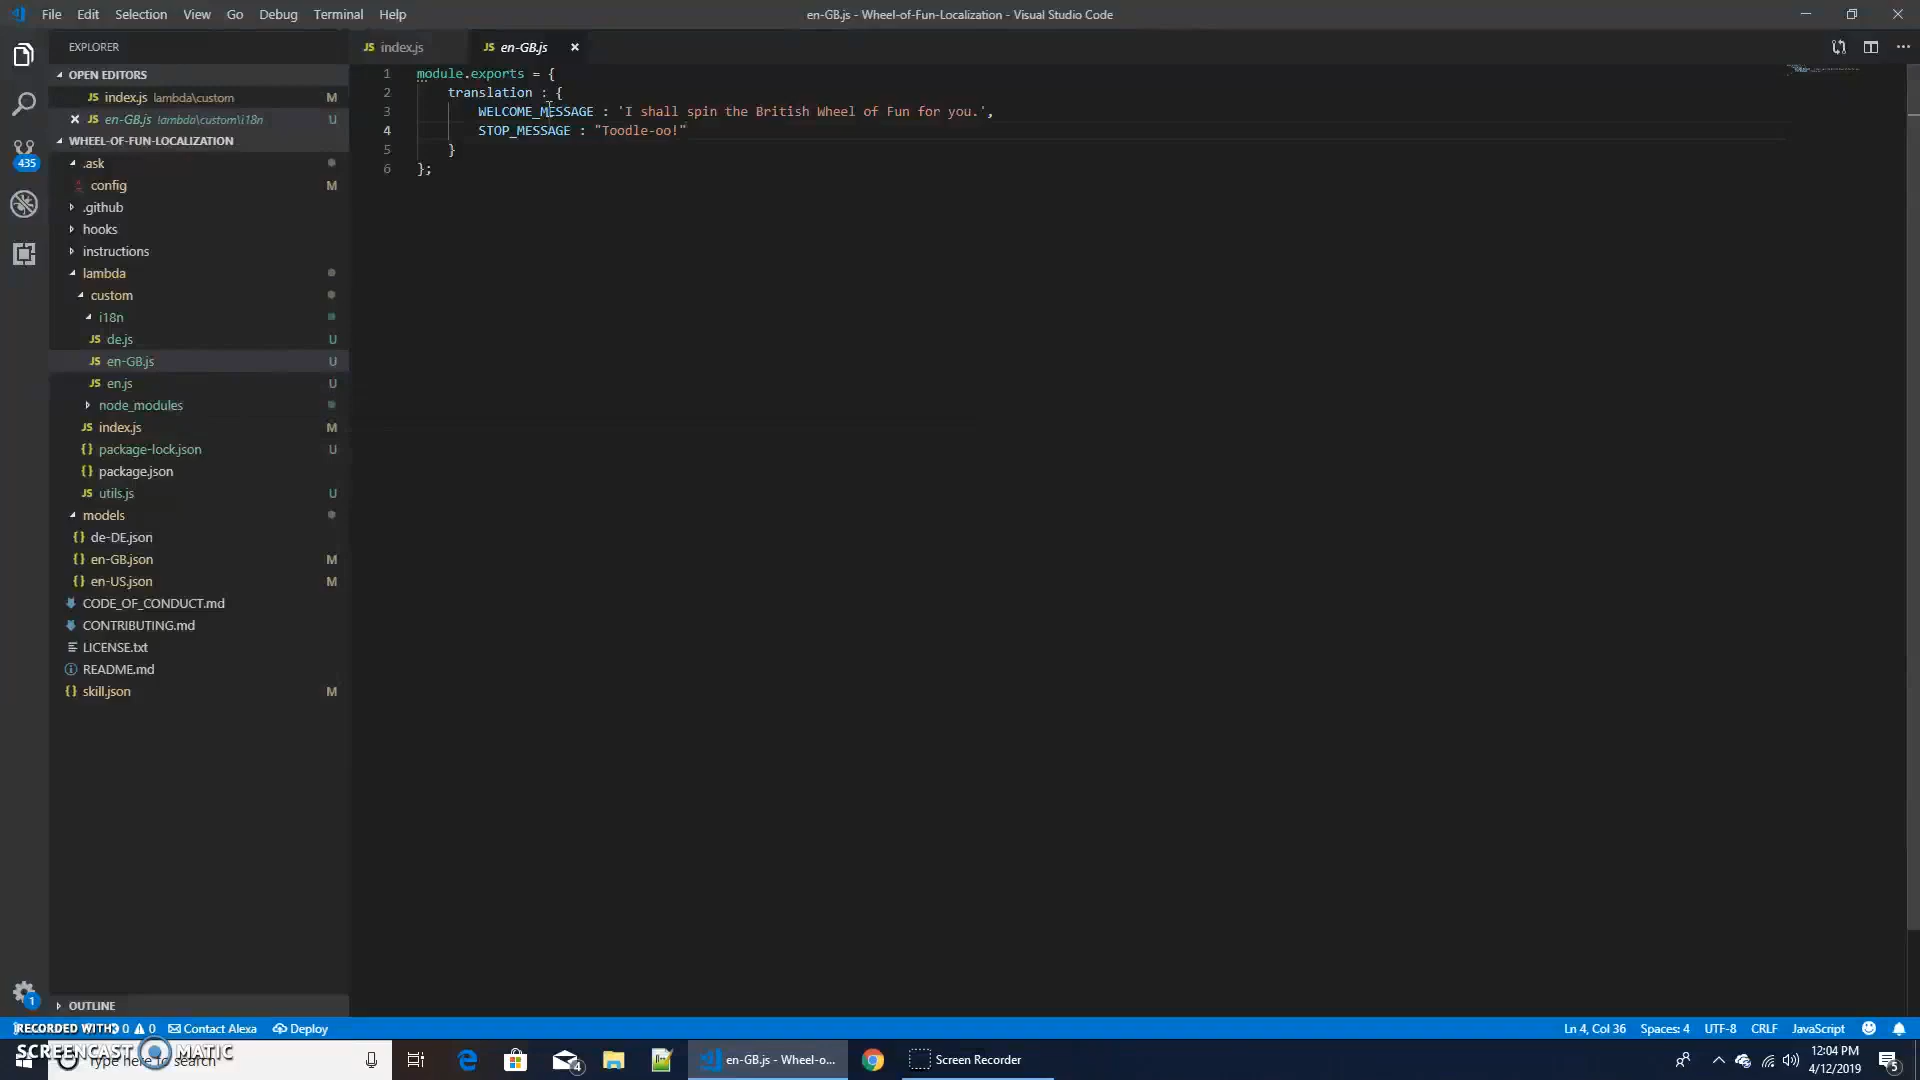 File Edit Selection View Go Debug Terminal Help
en-GB.js - Wheel-of-Fun-Localization - Visual Studio Code
EXPLORER
OPEN EDITORS
JS index.js lambda\custom M
JS en-GB.js lambda\custom\i18n U
WHEEL-OF-FUN-LOCALIZATION
.ask
config M
.github
hooks
instructions
lambda
custom
i18n
JS de.js U
JS en-GB.js U
JS en.js U
node_modules
JS index.js M
{} package-lock.json U
{} package.json
JS utils.js U
models
{} de-DE.json
{} en-GB.json M
{} en-US.json M
CODE_OF_CONDUCT.md
CONTRIBUTING.md
LICENSE.txt
README.md
{} skill.json M
OUTLINE
435
1
JS index.js
JS en-GB.js
1 module.exports = {
2 translation : {
3 WELCOME_MESSAGE : 'I shall spin the British Wheel of Fun for you.',
4 STOP_MESSAGE : "Toodle-oo!"
5 }
6 };
RECORDED WITH 0 0 Contact Alexa Deploy
Ln 4, Col 36 Spaces: 4 UTF-8 CRLF JavaScript
SCREENCAST MATIC
Type here to search
4
en-GB.js - Wheel-o...
Screen Recorder
12:04 PM
4/12/2019
5